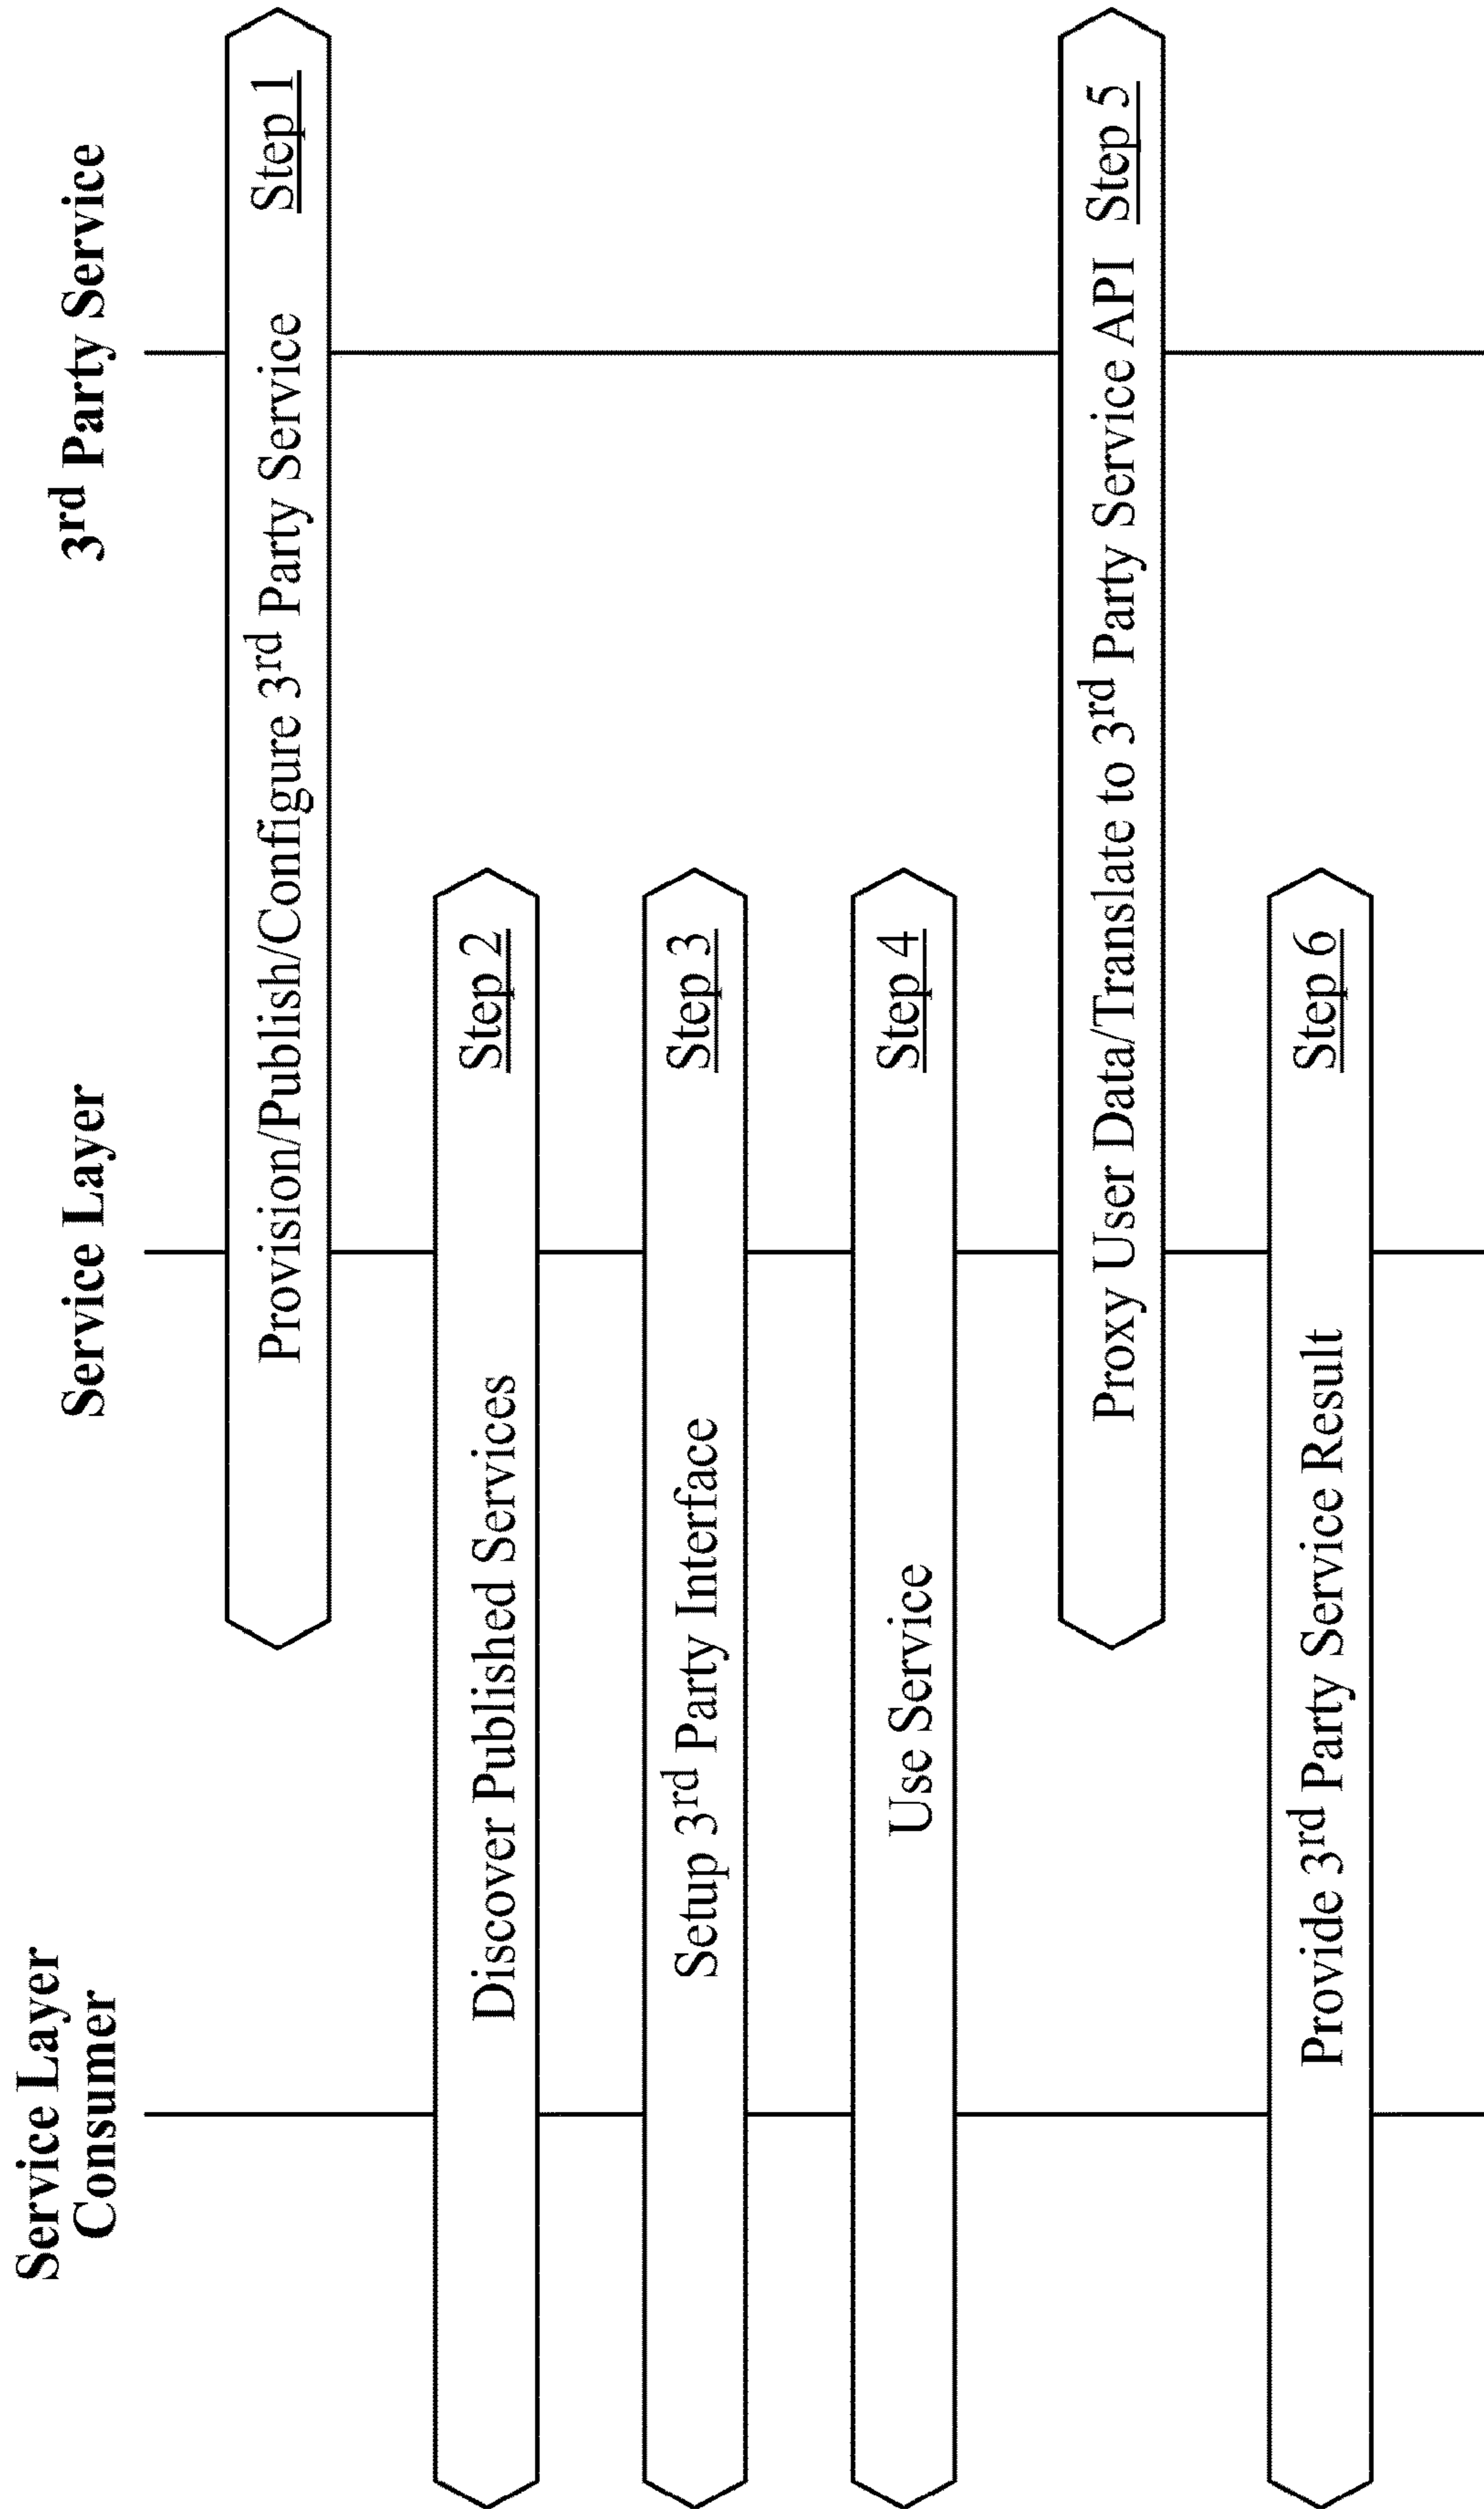 Service Layer
Consumer
Service Layer
3rd Party Service
Provision/Publish/Configure 3rd Party Service Step 1
Discover Published Services Step 2
Setup 3rd Party Interface Step 3
Use Service Step 4
Proxy User Data/Translate to 3rd Party Service API Step 5
Provide 3rd Party Service Result Step 6